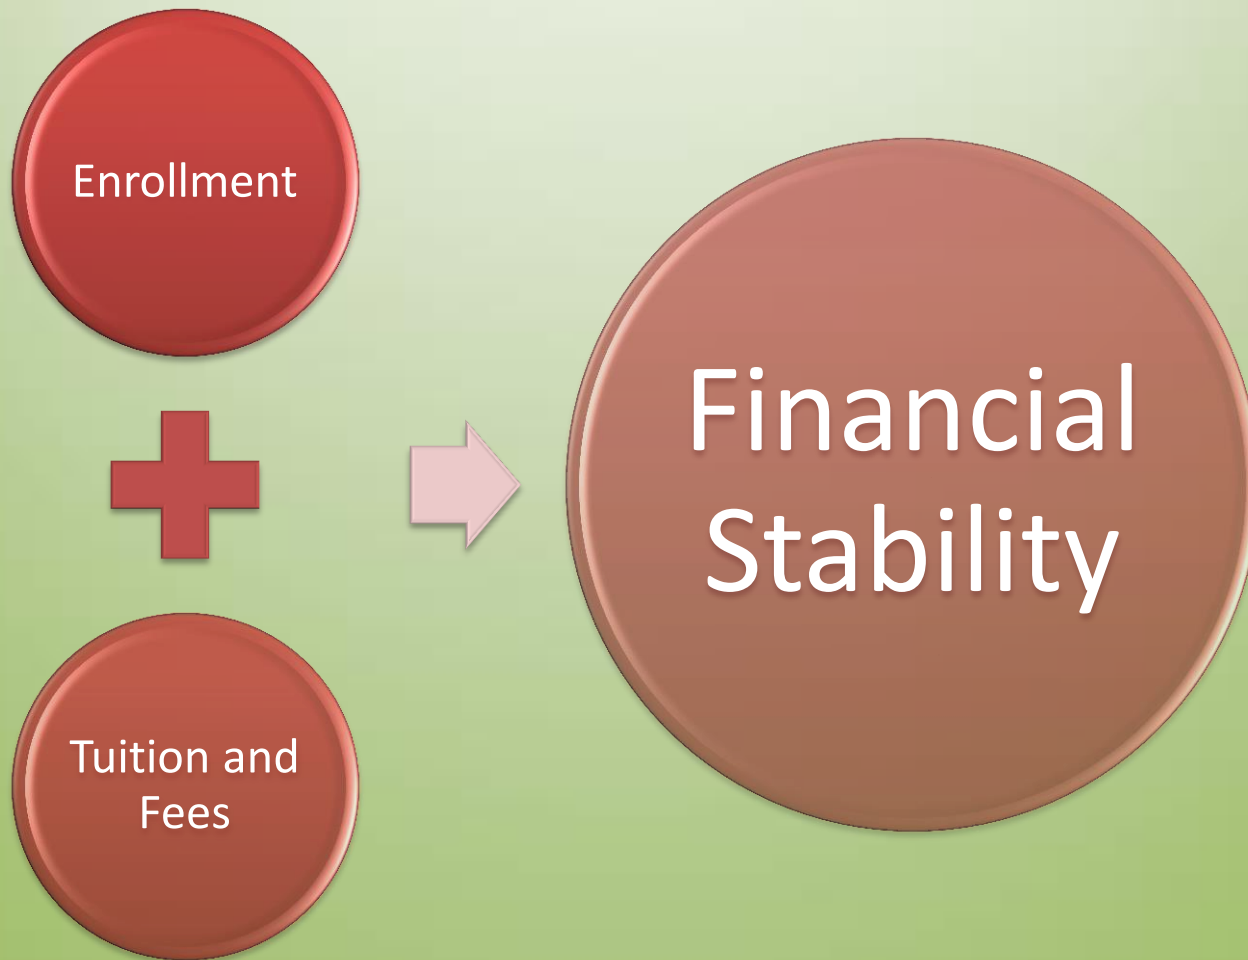 Enrollment
Tuition and
Fees
Financial
Stability